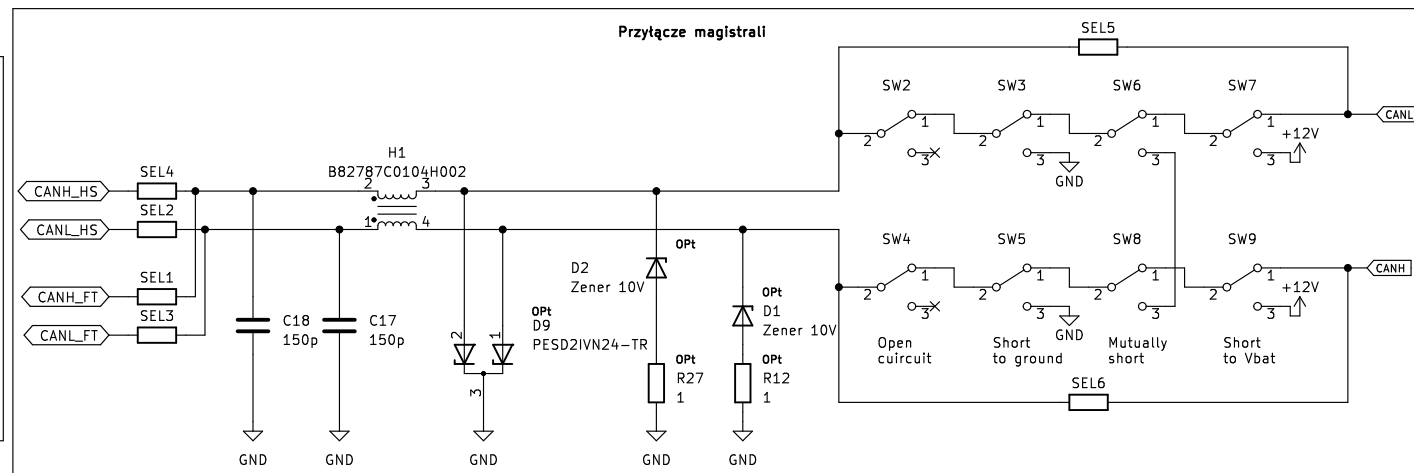 Przyłącze magistrali
SEL5
SW2
SW3
SW6
SW7
2
1
3
2
1
3
GND
2
1
3
2
1
+12V
3
CANL
H1
B82787C0104H002
2
3
1
4
SEL4
CANH_HS
SEL2
CANL_HS
SEL1
CANH_FT
SEL3
CANL_FT
C18
150p
C17
150p
2
1
3
OPt
D9
PESD2IVN24-TR
OPt
D2
Zener 10V
OPt
R27
1
OPt
D1
Zener 10V
OPt
R12
1
SW4
SW5
SW8
SW9
2
1
3
2
1
3
GND
2
1
3
2
1
+12V
3
CANH
Open
cuircuit
Short
to ground
Mutually
short
Short
to Vbat
SEL6
GND
GND
GND
GND
GND